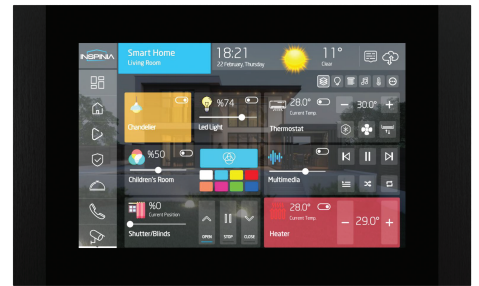 INSPINIA
Smart Home
Living Room
18:21
22 February, Thursday
11°
Clear
Chandelier
%74
Led Light
28.0°
Current Temp.
Thermostat
30.0°
%50
Children's Room
Multimedia
%0
Current Position
Shutter/Blinds
OPEN
STOP
CLOSE
28.0°
Current Temp.
Heater
29.0°